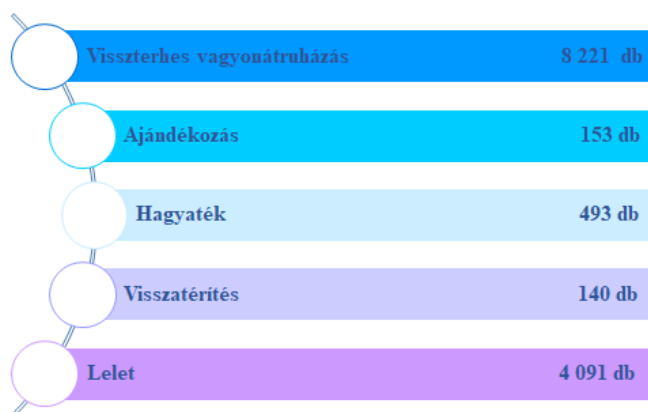 Visszterhes vagyonátruházás 8 221 db
Ajándékozás 153 db
Hagyaték 493 db
Visszatérítés 140 db
Lelet 4 091 db